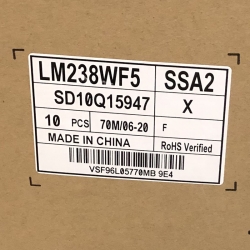 LM238WF5 SSA2
SD10Q15947 X
10 PCS 70M/06-20 F
MADE IN CHINA RoHS Verified
VSF96L05770MB 9E4